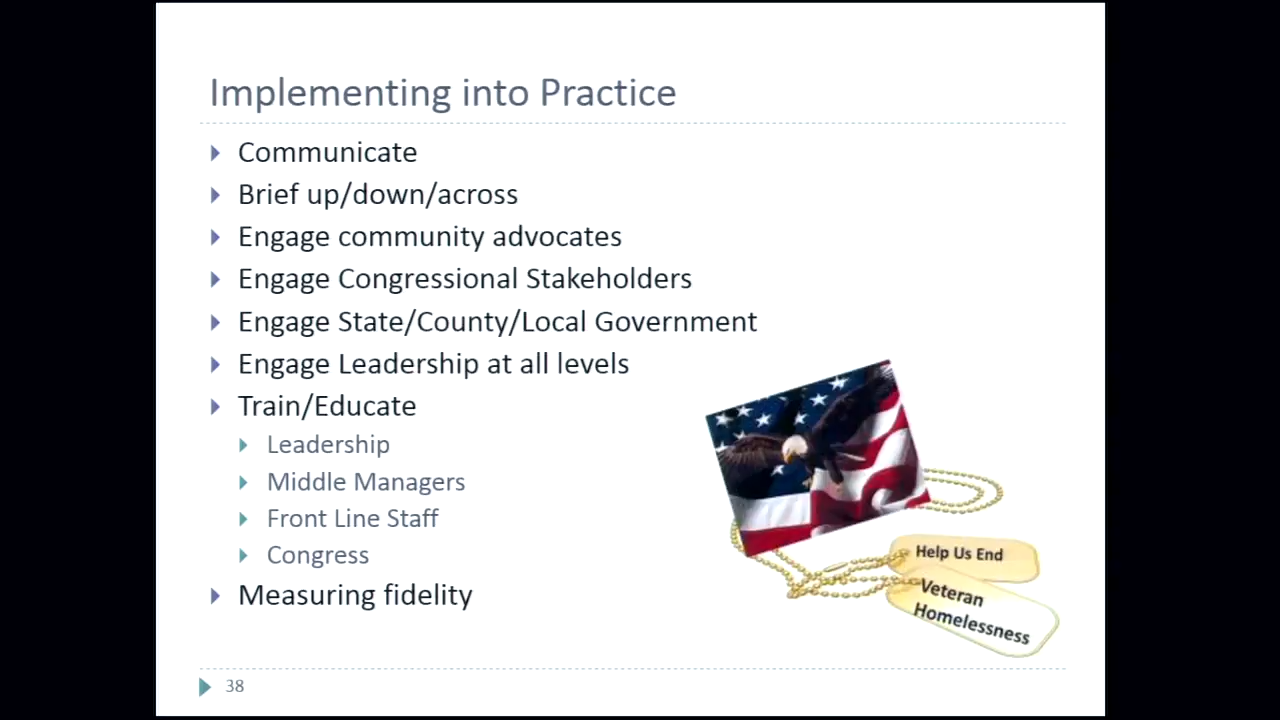 Implementing into Practice
Communicate
Brief up/down/across
Engage community advocates
Engage Congressional Stakeholders
Engage State/County/Local Government
Engage Leadership at all levels
Train/Educate
Leadership
Middle Managers
Front Line Staff
Congress
Measuring fidelity
Help Us End
Veteran
Homelessness
38